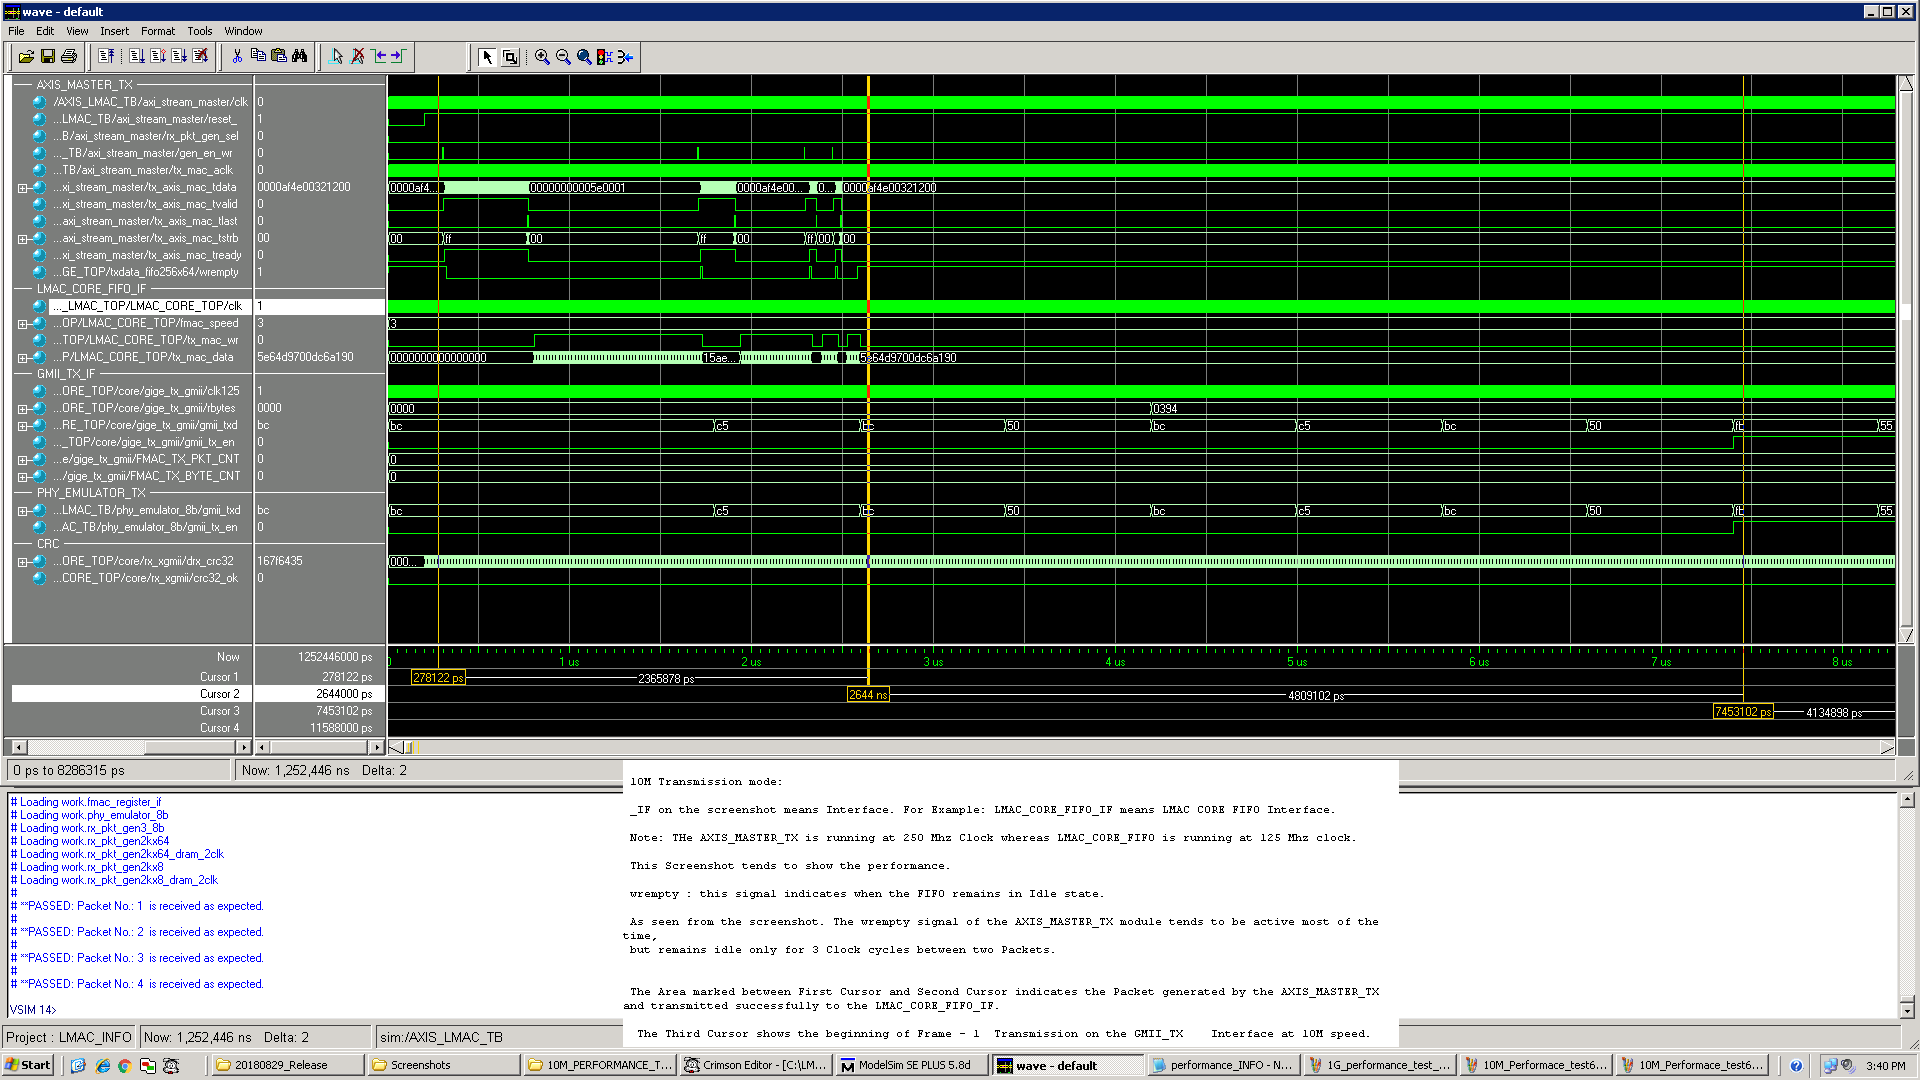 wave - default
File Edit View Insert Format Tools Window
AXIS_MASTER_TX
/AXIS_LMAC_TB/axi_stream_master/clk 0
...LMAC_TB/axi_stream_master/reset_ 1
...B/axi_stream_master/rx_pkt_gen_sel 0
..._TB/axi_stream_master/gen_en_wr 0
...TB/axi_stream_master/tx_mac_aclk 0
...xi_stream_master/tx_axis_mac_tdata 0000af4e00321200 0000af4... 00000000005e0001 0000af4e00... 0... 0000af4e00321200
...xi_stream_master/tx_axis_mac_tvalid 0
...axi_stream_master/tx_axis_mac_tlast 0
...axi_stream_master/tx_axis_mac_tstrb 00 00 ff 00 ff 00 ff 00 00
...xi_stream_master/tx_axis_mac_tready 0
...GE_TOP/txdata_fifo256x64/wrempty 1
LMAC_CORE_FIFO_IF
..._LMAC_TOP/LMAC_CORE_TOP/clk 1
...OP/LMAC_CORE_TOP/fmac_speed 3 3
...TOP/LMAC_CORE_TOP/tx_mac_wr 0
...P/LMAC_CORE_TOP/tx_mac_data 5e64d9700dc6a190 0000000000000000 15ae... 5e64d9700dc6a190
GMII_TX_IF
...ORE_TOP/core/gige_tx_gmii/clk125 1
...ORE_TOP/core/gige_tx_gmii/rbytes 0000 0000 0394
...RE_TOP/core/gige_tx_gmii/gmii_txd bc bc c5 bc 50 bc c5 bc 50 fb 55
..._TOP/core/gige_tx_gmii/gmii_tx_en 0
...e/gige_tx_gmii/FMAC_TX_PKT_CNT 0 0
.../gige_tx_gmii/FMAC_TX_BYTE_CNT 0 0
PHY_EMULATOR_TX
...LMAC_TB/phy_emulator_8b/gmii_txd bc bc c5 bc 50 bc c5 bc 50 fb 55
...AC_TB/phy_emulator_8b/gmii_tx_en 0
CRC
...ORE_TOP/core/rx_xgmii/drx_crc32 167f6435 000...
...CORE_TOP/core/rx_xgmii/crc32_ok 0
Now 1252446000 ps 0 1 us 2 us 3 us 4 us 5 us 6 us 7 us 8 us
Cursor 1 278122 ps 278122 ps 2365878 ps
Cursor 2 2644000 ps 2644 ns 4809102 ps
Cursor 3 7453102 ps 7453102 ps 4134898 ps
Cursor 4 11588000 ps
0 ps to 8286315 ps Now: 1,252,446 ns Delta: 2
# Loading work.fmac_register_if
# Loading work.phy_emulator_8b
# Loading work.rx_pkt_gen3_8b
# Loading work.rx_pkt_gen2kx64
# Loading work.rx_pkt_gen2kx64_dram_2clk
# Loading work.rx_pkt_gen2kx8
# Loading work.rx_pkt_gen2kx8_dram_2clk
#
# **PASSED: Packet No.: 1 is received as expected.
#
# **PASSED: Packet No.: 2 is received as expected.
#
# **PASSED: Packet No.: 3 is received as expected.
#
# **PASSED: Packet No.: 4 is received as expected.
VSIM 14>
10M Transmission mode:
_IF on the screenshot means Interface. For Example: LMAC_CORE_FIFO_IF means LMAC CORE FIFO Interface.
Note: THe AXIS_MASTER_TX is running at 250 Mhz Clock whereas LMAC_CORE_FIFO is running at 125 Mhz clock.
This Screenshot tends to show the performance.
wrempty : this signal indicates when the FIFO remains in Idle state.
As seen from the screenshot. The wrempty signal of the AXIS_MASTER_TX module tends to be active most of the
time,
but remains idle only for 3 Clock cycles between two Packets.
The Area marked between First Cursor and Second Cursor indicates the Packet generated by the AXIS_MASTER_TX
and transmitted successfully to the LMAC_CORE_FIFO_IF.
The Third Cursor shows the beginning of Frame - 1 Transmission on the GMII_TX Interface at 10M speed.
Project : LMAC_INFO Now: 1,252,446 ns Delta: 2 sim:/AXIS_LMAC_TB
Start 20180829_Release Screenshots 10M_PERFORMANCE_T... Crimson Editor - [C:\LM... ModelSim SE PLUS 5.8d wave - default performance_INFO - N... 1G_performance_test_... 10M_Performace_test6... 10M_Performace_test6... 3:40 PM